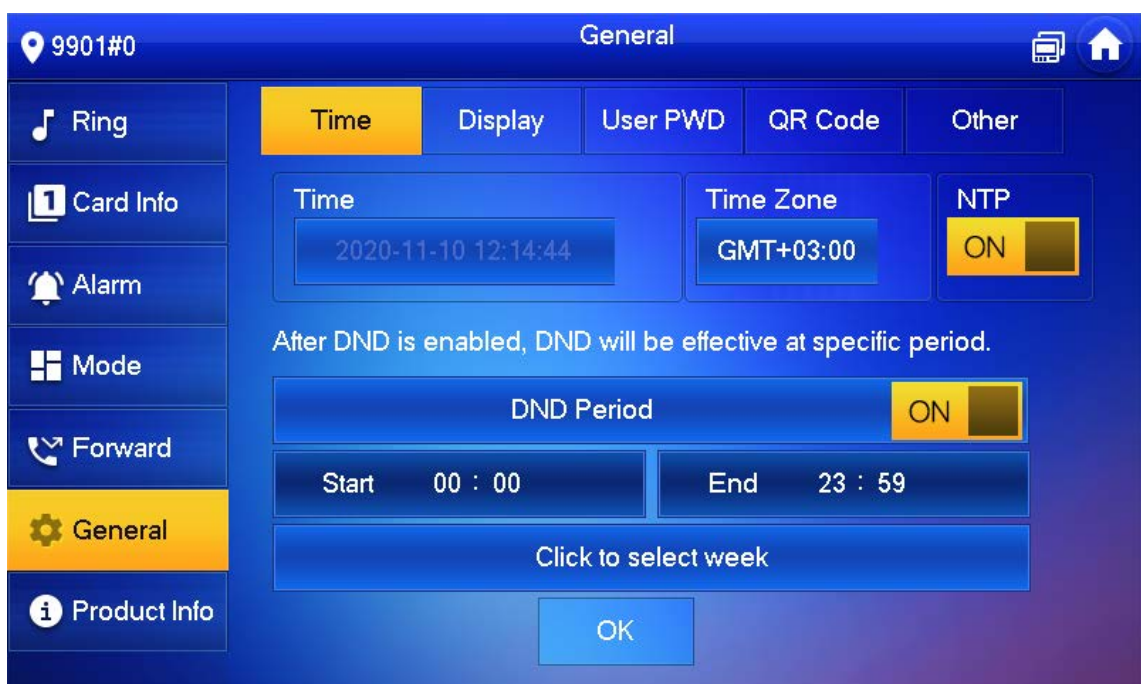 9901#0
General
Ring
Card Info
Alarm
Mode
Forward
General
Product Info
Time Display User PWD QR Code Other
Time Time Zone NTP
2020-11-10 12:14:44 GMT+03:00 ON
After DND is enabled, DND will be effective at specific period.
DND Period ON
Start 00 : 00 End 23 : 59
Click to select week
OK